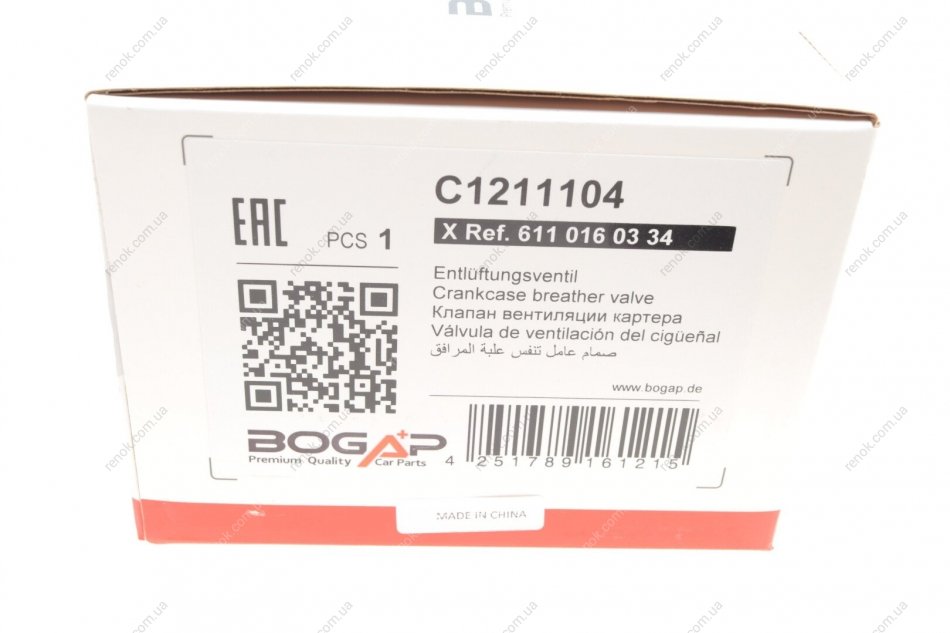 C1211104
X Ref. 611 016 03 34
EAC
PCS 1
Entlüftungsventil
Crankcase breather valve
Клапан вентиляции картера
Válvula de ventilación del cigüeñal
صمام عامل تنفس علبة المرافق
www.bogap.de
BOGAP
Premium Quality Car Parts
4 251789 161215
MADE IN CHINA
renok.com.ua